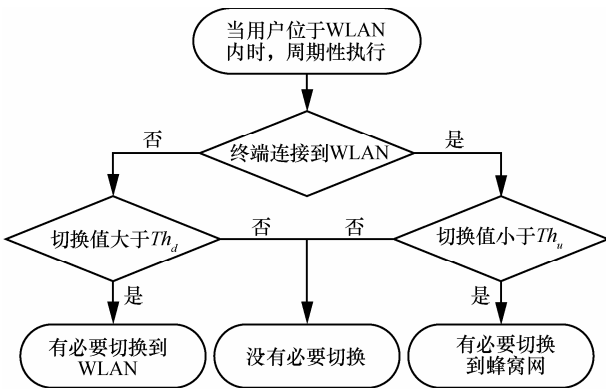 当用户位于WLAN
内时，周期性执行
否
终端连接到WLAN
是
切换值大于Thd
否
否
切换值小于Thu
是
是
有必要切换到
WLAN
没有必要切换
有必要切换
到蜂窝网